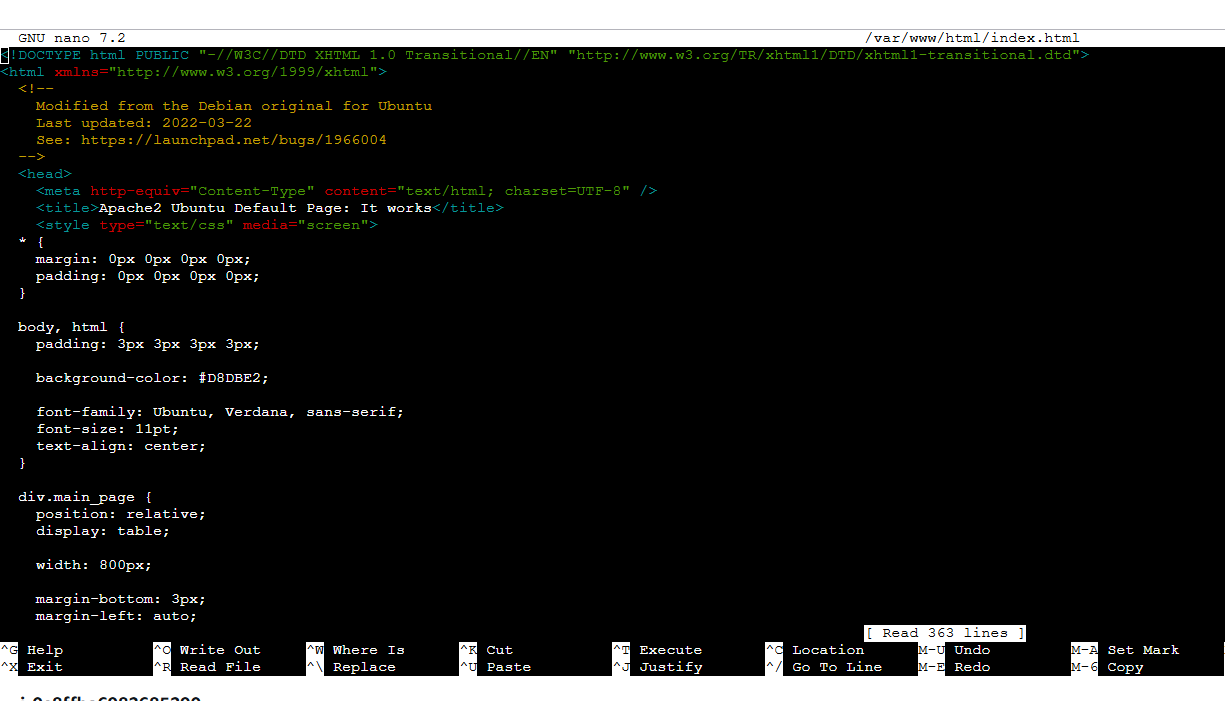 GNU nano 7.2 /var/www/html/index.html
<!DOCTYPE html PUBLIC "-//W3C//DTD XHTML 1.0 Transitional//EN" "http://www.w3.org/TR/xhtml1/DTD/xhtml1-transitional.dtd">
<html xmlns="http://www.w3.org/1999/xhtml">
  <!--
    Modified from the Debian original for Ubuntu
    Last updated: 2022-03-22
    See: https://launchpad.net/bugs/1966004
  -->
  <head>
    <meta http-equiv="Content-Type" content="text/html; charset=UTF-8" />
    <title>Apache2 Ubuntu Default Page: It works</title>
    <style type="text/css" media="screen">
  * {
    margin: 0px 0px 0px 0px;
    padding: 0px 0px 0px 0px;
  }
  body, html {
    padding: 3px 3px 3px 3px;
    background-color: #D8DBE2;
    font-family: Ubuntu, Verdana, sans-serif;
    font-size: 11pt;
    text-align: center;
  }
  div.main_page {
    position: relative;
    display: table;
    width: 800px;
    margin-bottom: 3px;
    margin-left: auto;
[ Read 363 lines ]
^G Help ^O Write Out ^W Where Is ^K Cut ^T Execute ^C Location M-U Undo M-A Set Mark
^X Exit ^R Read File ^\ Replace ^U Paste ^J Justify ^/ Go To Line M-E Redo M-6 Copy